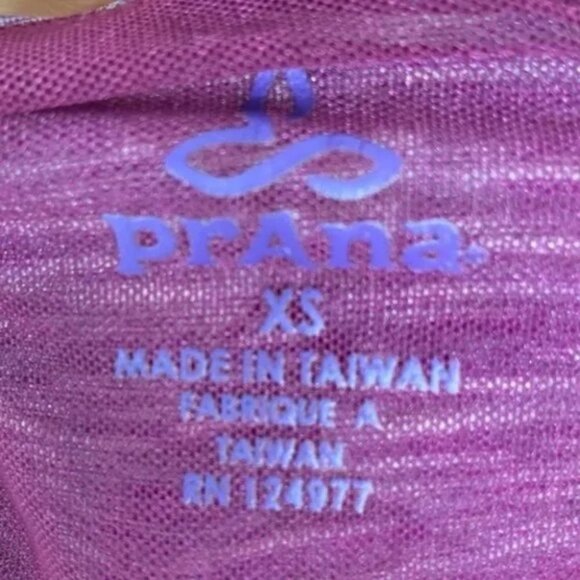 prAna
XS
MADE IN TAIWAN
FABRIQUE A
TAIWAN
RN 124977